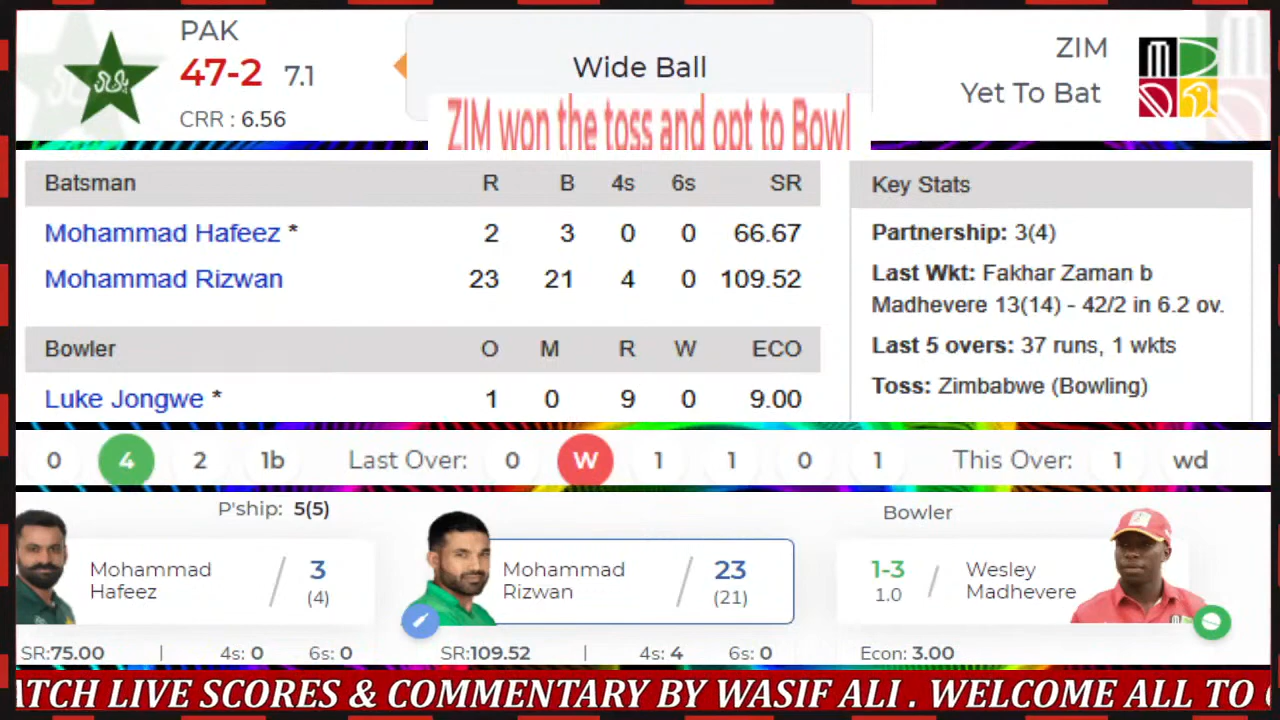 PAK
47-2 7.1
CRR : 6.56
Wide Ball
ZIM won the toss and opt to Bowl
ZIM
Yet To Bat
Batsman R B 4s 6s SR
Mohammad Hafeez * 2 3 0 0 66.67
Mohammad Rizwan 23 21 4 0 109.52
Bowler O M R W ECO
Luke Jongwe * 1 0 9 0 9.00
Key Stats
Partnership: 3(4)
Last Wkt: Fakhar Zaman b
Madhevere 13(14) - 42/2 in 6.2 ov.
Last 5 overs: 37 runs, 1 wkts
Toss: Zimbabwe (Bowling)
0 4 2 1b Last Over: 0 W 1 1 0 1 This Over: 1 wd
P'ship: 5(5)
Mohammad
Hafeez
3
(4)
SR:75.00 | 4s: 0 6s: 0
Mohammad
Rizwan
23
(21)
SR:109.52 | 4s: 4 6s: 0
Bowler
1-3
1.0
Wesley
Madhevere
Econ: 3.00
ATCH LIVE SCORES & COMMENTARY BY WASIF ALI . WELCOME ALL TO